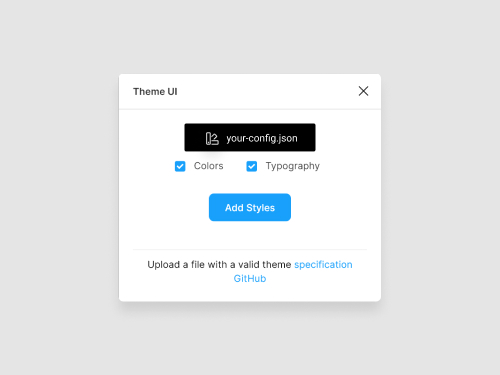 Theme UI
your-config.json
Colors Typography
Add Styles
Upload a file with a valid theme specification
GitHub